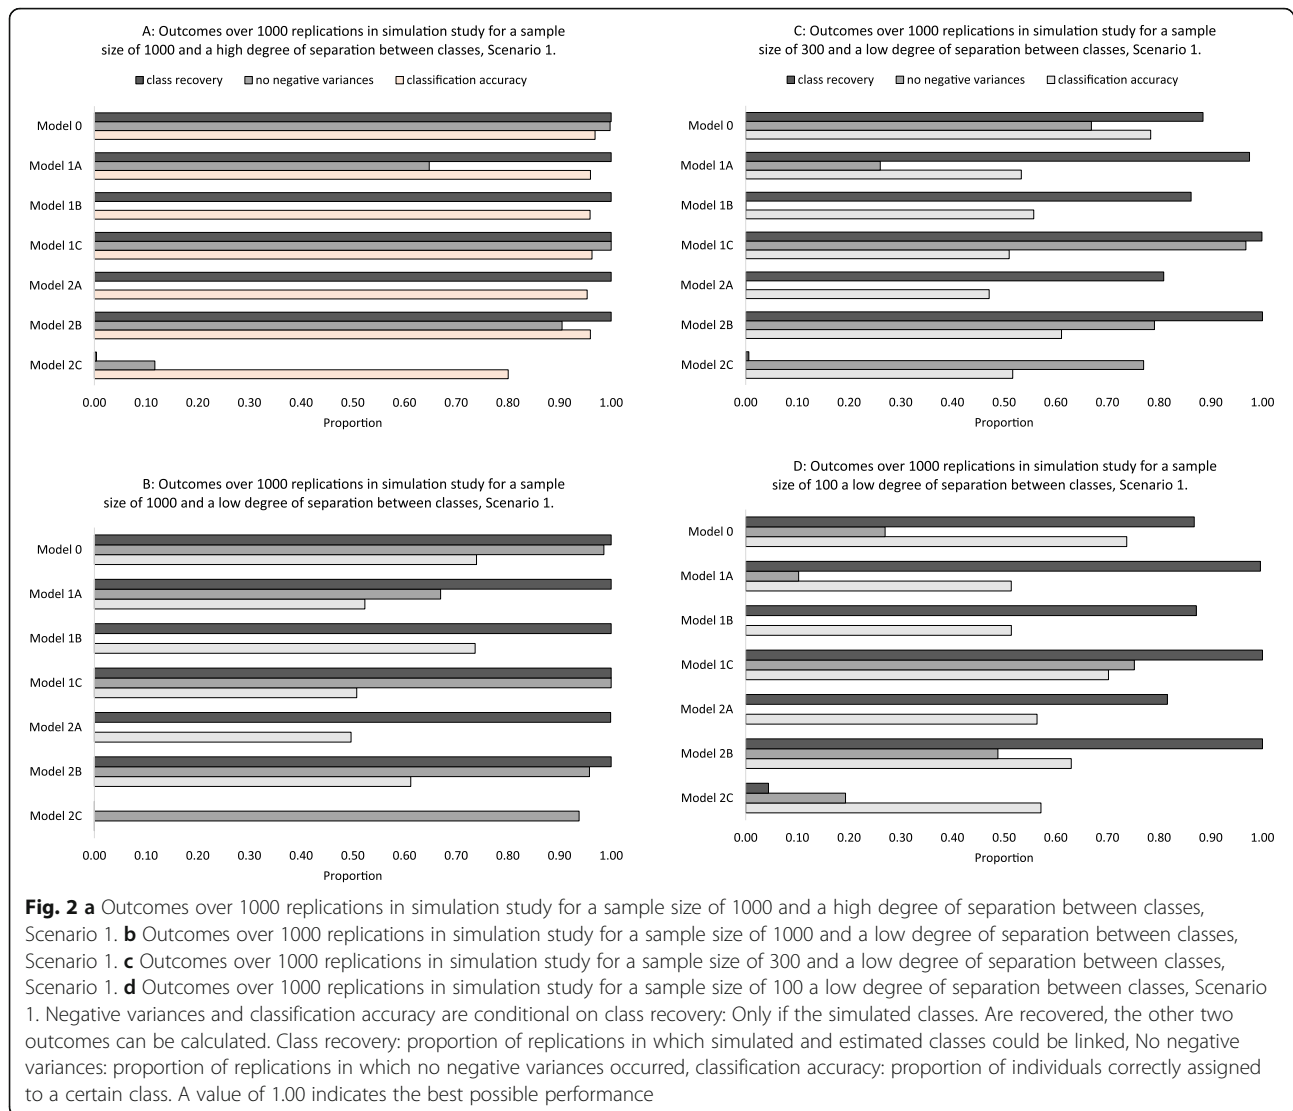 A: Outcomes over 1000 replications in simulation study for a sample
size of 1000 and a high degree of separation between classes, Scenario 1.
class recovery no negative variances classification accuracy
Model 0
Model 1A
Model 1B
Model 1C
Model 2A
Model 2B
Model 2C
0.00 0.10 0.20 0.30 0.40 0.50 0.60 0.70 0.80 0.90 1.00
Proportion
C: Outcomes over 1000 replications in simulation study for a sample
size of 300 and a low degree of separation between classes, Scenario 1.
class recovery no negative variances classification accuracy
Model 0
Model 1A
Model 1B
Model 1C
Model 2A
Model 2B
Model 2C
0.00 0.10 0.20 0.30 0.40 0.50 0.60 0.70 0.80 0.90 1.00
Proportion
B: Outcomes over 1000 replications in simulation study for a sample
size of 1000 and a low degree of separation between classes, Scenario 1.
Model 0
Model 1A
Model 1B
Model 1C
Model 2A
Model 2B
Model 2C
0.00 0.10 0.20 0.30 0.40 0.50 0.60 0.70 0.80 0.90 1.00
Proportion
D: Outcomes over 1000 replications in simulation study for a sample
size of 100 a low degree of separation between classes, Scenario 1.
Model 0
Model 1A
Model 1B
Model 1C
Model 2A
Model 2B
Model 2C
0.00 0.10 0.20 0.30 0.40 0.50 0.60 0.70 0.80 0.90 1.00
Proportion
Fig. 2 a Outcomes over 1000 replications in simulation study for a sample size of 1000 and a high degree of separation between classes,
Scenario 1. b Outcomes over 1000 replications in simulation study for a sample size of 1000 and a low degree of separation between classes,
Scenario 1. c Outcomes over 1000 replications in simulation study for a sample size of 300 and a low degree of separation between classes,
Scenario 1. d Outcomes over 1000 replications in simulation study for a sample size of 100 a low degree of separation between classes, Scenario
1. Negative variances and classification accuracy are conditional on class recovery: Only if the simulated classes. Are recovered, the other two
outcomes can be calculated. Class recovery: proportion of replications in which simulated and estimated classes could be linked, No negative
variances: proportion of replications in which no negative variances occurred, classification accuracy: proportion of individuals correctly assigned
to a certain class. A value of 1.00 indicates the best possible performance